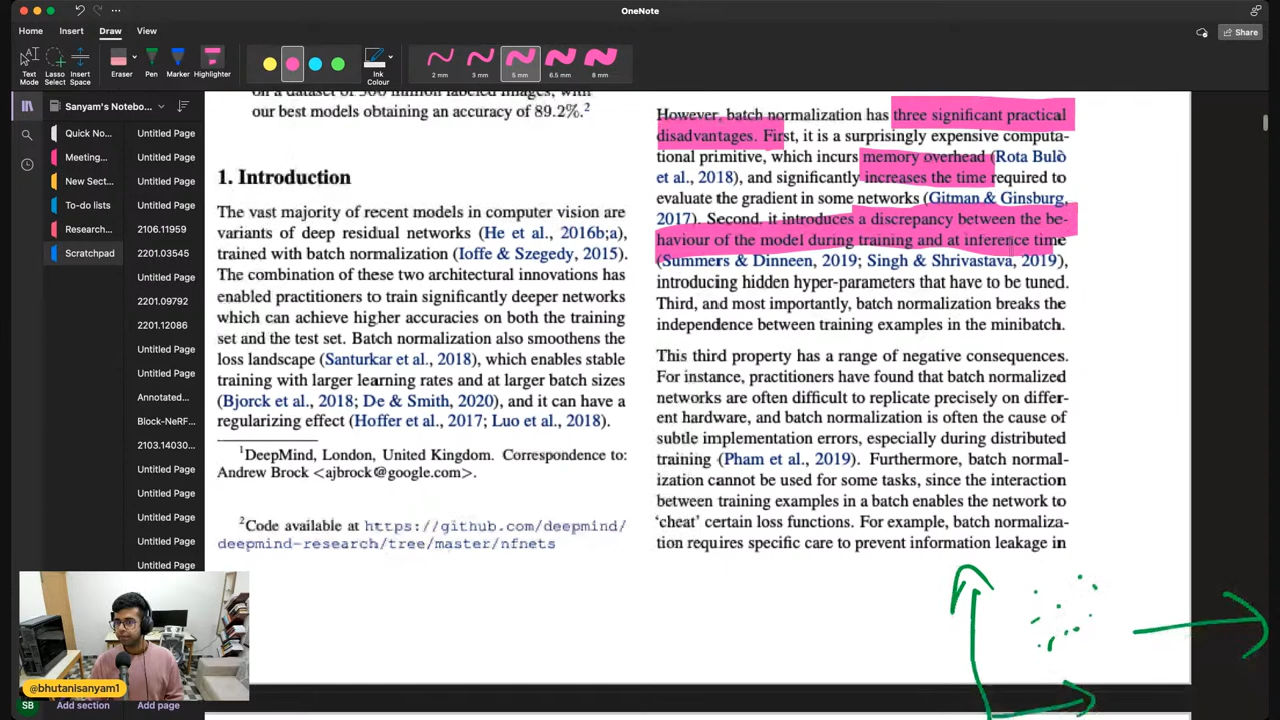 OneNote
Home
Insert
Draw
View
Share
Text
Mode
Lasso
Select
Insert
Space
Eraser
Pen
Marker
Highlighter
Ink
Colour
2 mm
3 mm
5 mm
6.5 mm
8 mm
Sanyam's Notebo...
Quick No...
Meeting...
New Sect...
To-do lists
Research...
Scratchpad
Untitled Page
Untitled Page
Untitled Page
Untitled Page
2106.11959
2201.03545
Untitled Page
2201.09792
2201.12086
Untitled Page
Untitled Page
Annotated...
Block-NeRF...
2103.14030...
Untitled Page
Untitled Page
Untitled Page
Untitled Page
Untitled Page
on a dataset of 300 million labeled images, with
our best models obtaining an accuracy of 89.2%.2
1. Introduction
The vast majority of recent models in computer vision are
variants of deep residual networks (He et al., 2016b;a),
trained with batch normalization (Ioffe & Szegedy, 2015).
The combination of these two architectural innovations has
enabled practitioners to train significantly deeper networks
which can achieve higher accuracies on both the training
set and the test set. Batch normalization also smoothens the
loss landscape (Santurkar et al., 2018), which enables stable
training with larger learning rates and at larger batch sizes
(Bjorck et al., 2018; De & Smith, 2020), and it can have a
regularizing effect (Hoffer et al., 2017; Luo et al., 2018).
1DeepMind, London, United Kingdom. Correspondence to:
Andrew Brock <ajbrock@google.com>.
2Code available at https://github.com/deepmind/
deepmind-research/tree/master/nfnets
However, batch normalization has three significant practical
disadvantages. First, it is a surprisingly expensive computa-
tional primitive, which incurs memory overhead (Rota Bulò
et al., 2018), and significantly increases the time required to
evaluate the gradient in some networks (Gitman & Ginsburg,
2017). Second, it introduces a discrepancy between the be-
haviour of the model during training and at inference time
(Summers & Dinneen, 2019; Singh & Shrivastava, 2019),
introducing hidden hyper-parameters that have to be tuned.
Third, and most importantly, batch normalization breaks the
independence between training examples in the minibatch.
This third property has a range of negative consequences.
For instance, practitioners have found that batch normalized
networks are often difficult to replicate precisely on differ-
ent hardware, and batch normalization is often the cause of
subtle implementation errors, especially during distributed
training (Pham et al., 2019). Furthermore, batch normal-
ization cannot be used for some tasks, since the interaction
between training examples in a batch enables the network to
'cheat' certain loss functions. For example, batch normaliza-
tion requires specific care to prevent information leakage in
@bhutanisanyam1
SB
Add section
Add page